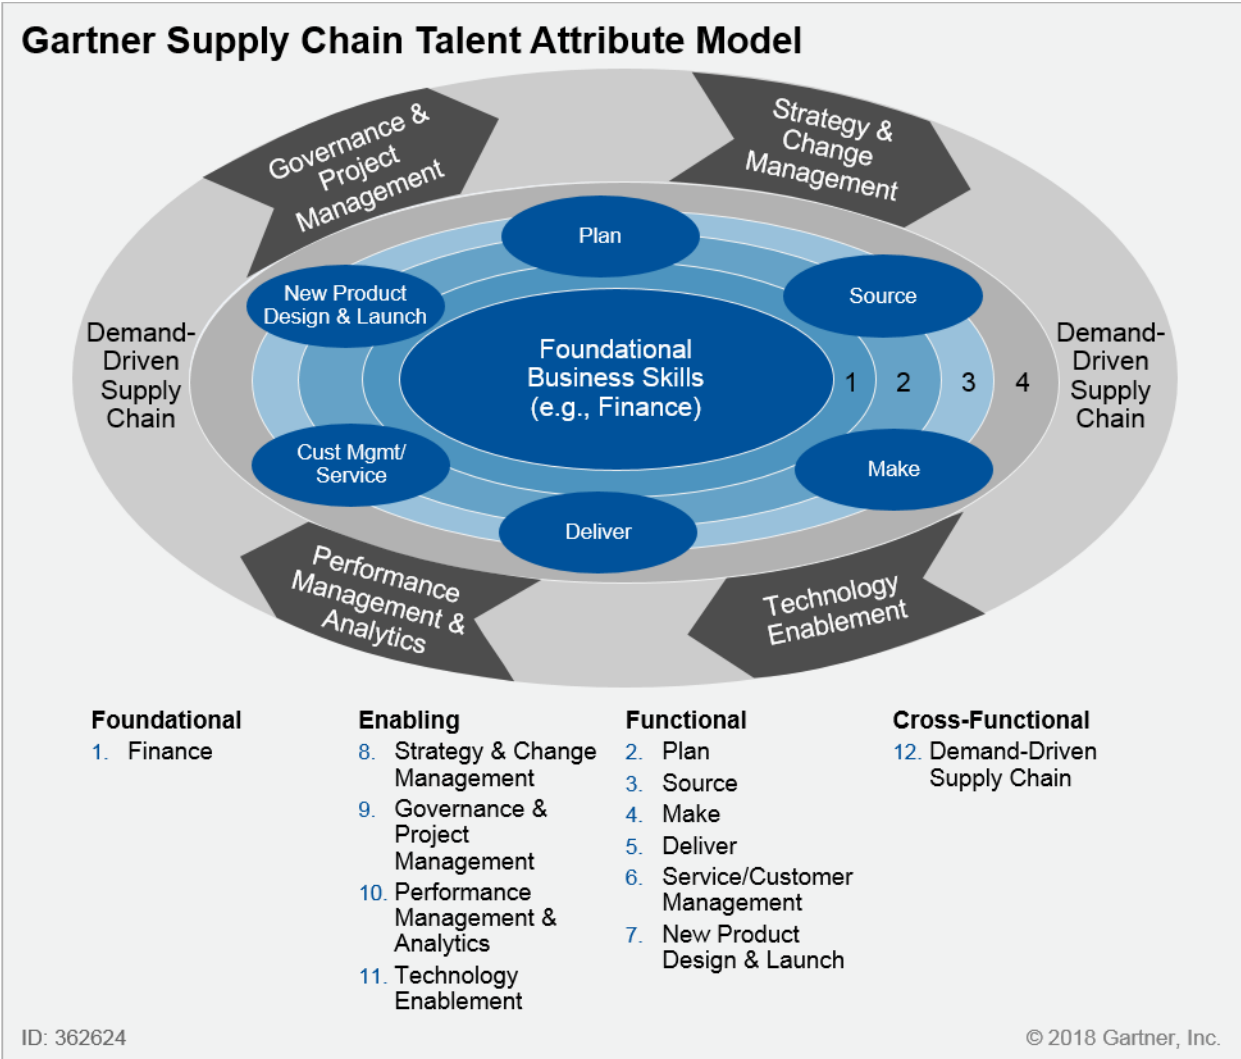 Gartner Supply Chain Talent Attribute Model
Governance &
Project
Management
Strategy &
Change
Management
Plan
New Product
Design & Launch
Source
Demand-
Driven
Supply
Chain
Foundational
Business Skills
(e.g., Finance)
1 2 3 4
Demand-
Driven
Supply
Chain
Cust Mgmt/
Service
Make
Deliver
Performance
Management &
Analytics
Technology
Enablement
Foundational
1. Finance
Enabling
8. Strategy & Change
Management
9. Governance &
Project
Management
10. Performance
Management &
Analytics
11. Technology
Enablement
Functional
2. Plan
3. Source
4. Make
5. Deliver
6. Service/Customer
Management
7. New Product
Design & Launch
Cross-Functional
12. Demand-Driven
Supply Chain
ID: 362624
© 2018 Gartner, Inc.